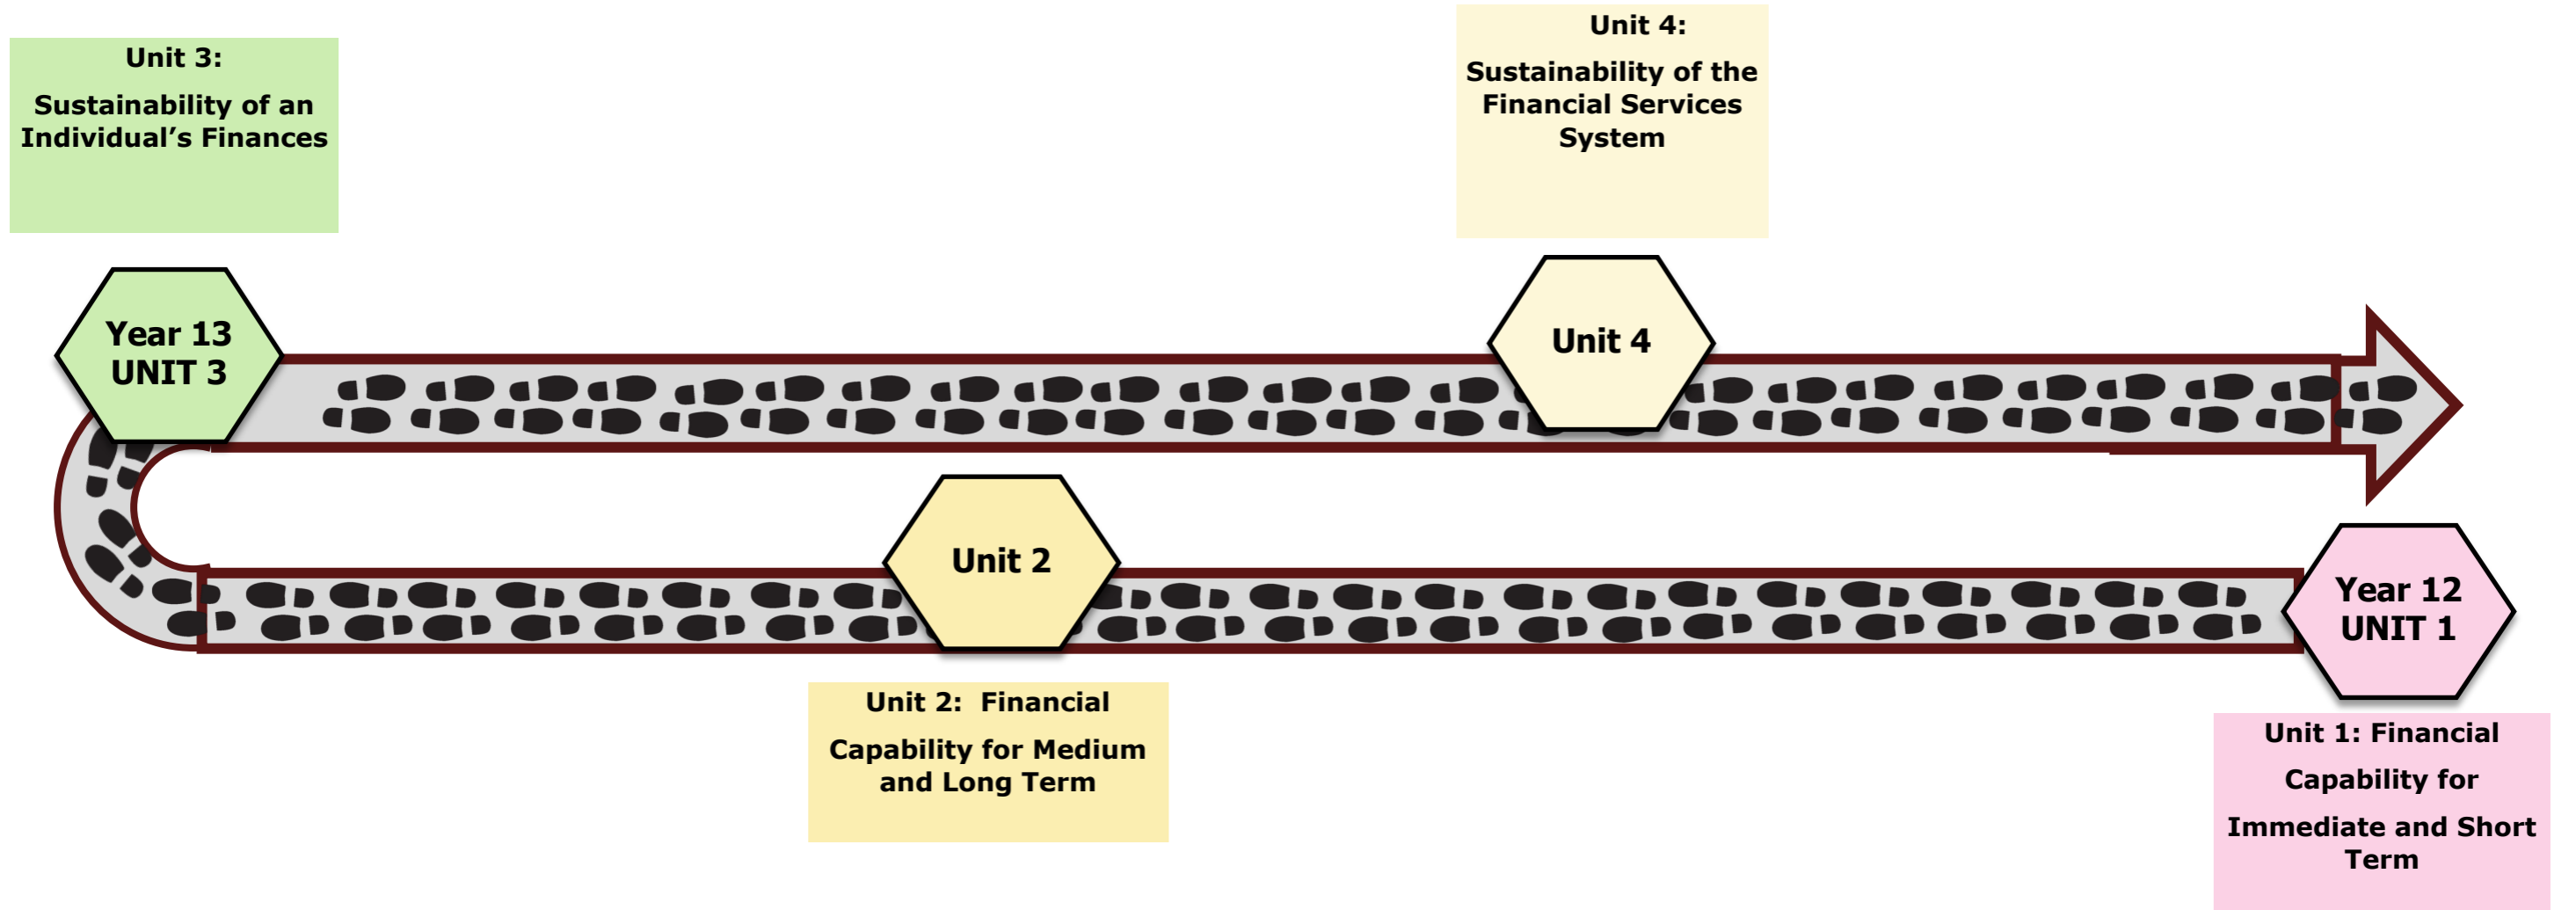 Unit 3:
Sustainability of an
Individual’s Finances
Unit 4:
Sustainability of the
Financial Services
System
Year 13
UNIT 3
Unit 4
Unit 2
Year 12
UNIT 1
Unit 2:  Financial
Capability for Medium
and Long Term
Unit 1: Financial
Capability for
Immediate and Short
Term